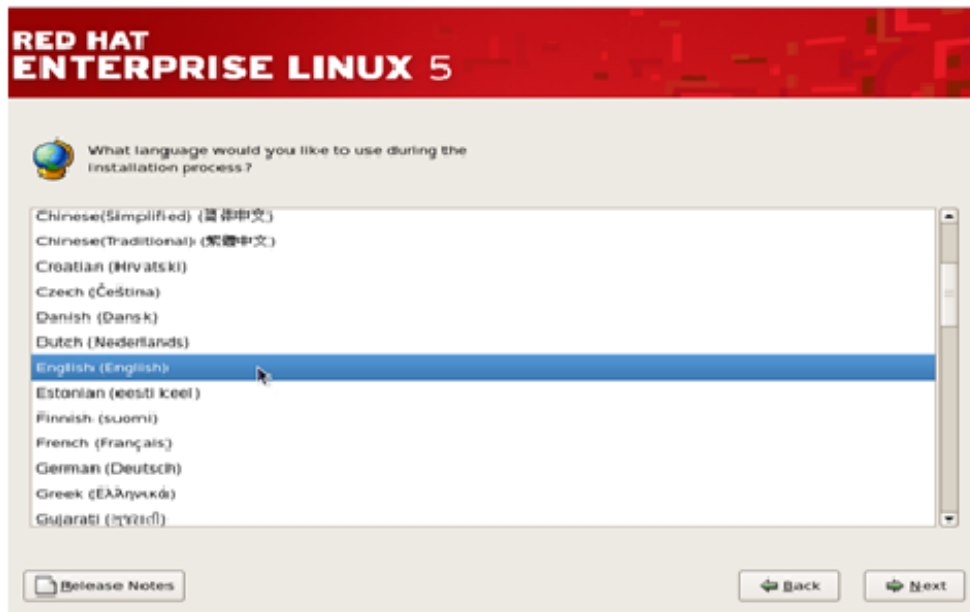 RED HAT
ENTERPRISE LINUX 5
What language would you like to use during the
installation process?
Chinese(Simplified) (简体中文)
Chinese(Traditional) (繁體中文)
Croatian (Hrvatski)
Czech (Čeština)
Danish (Dansk)
Dutch (Nederlands)
English (English)
Estonian (eesti keel)
Finnish (suomi)
French (Français)
German (Deutsch)
Greek (Ελληνικά)
Gujarati (ગુજરાતી)
Release Notes
Back
Next